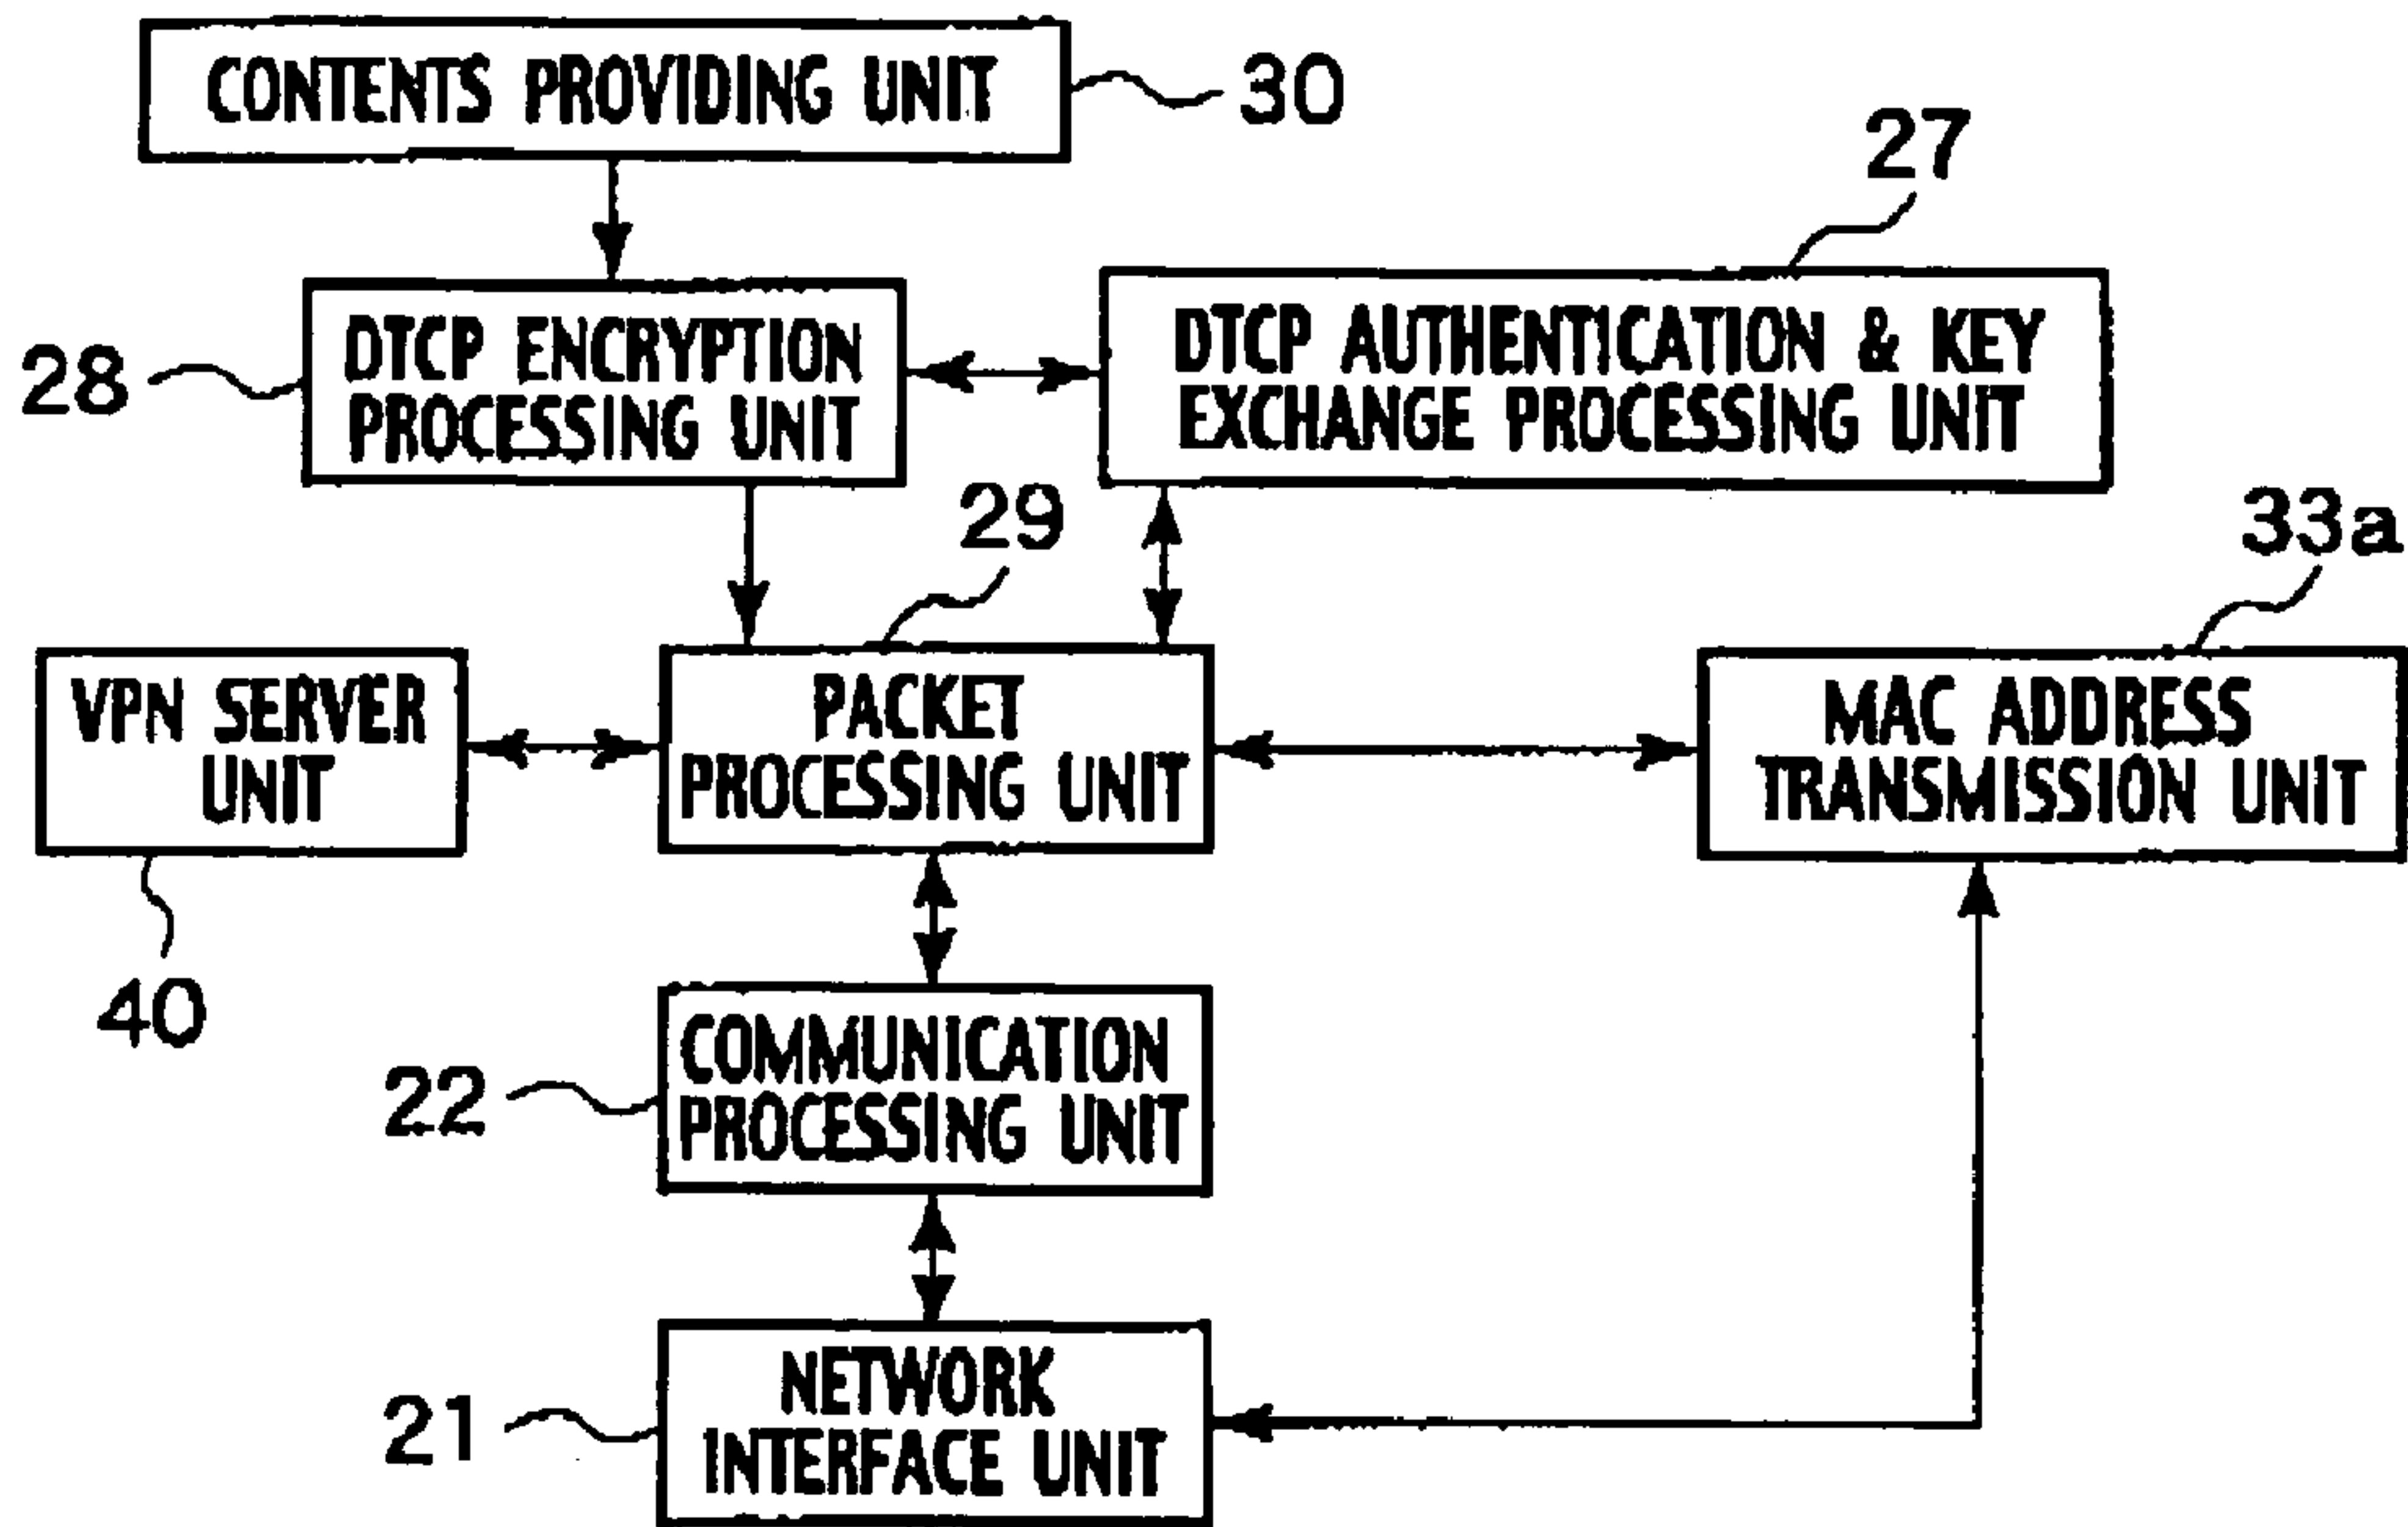 CONTENTS PROVIDING UNIT
30
27
DTCP ENCRYPTION
PROCESSING UNIT
28
DTCP AUTHENTICATION & KEY
EXCHANGE PROCESSING UNIT
29
33a
VPN SERVER
UNIT
PACKET
PROCESSING UNIT
MAC ADDRESS
TRANSMISSION UNIT
40
COMMUNICATION
PROCESSING UNIT
22
NETWORK
INTERFACE UNIT
21